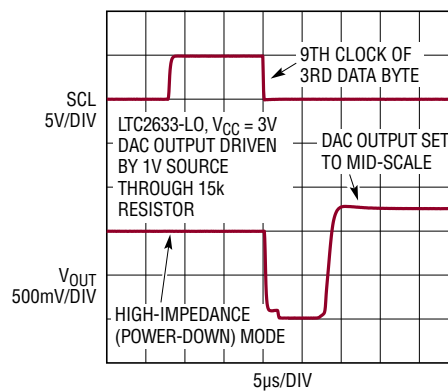 SCL
5V/DIV
9TH CLOCK OF
3RD DATA BYTE
LTC2633-LO, VCC = 3V
DAC OUTPUT DRIVEN
BY 1V SOURCE
THROUGH 15k
RESISTOR
DAC OUTPUT SET
TO MID-SCALE
VOUT
500mV/DIV
HIGH-IMPEDANCE
(POWER-DOWN) MODE
5µs/DIV